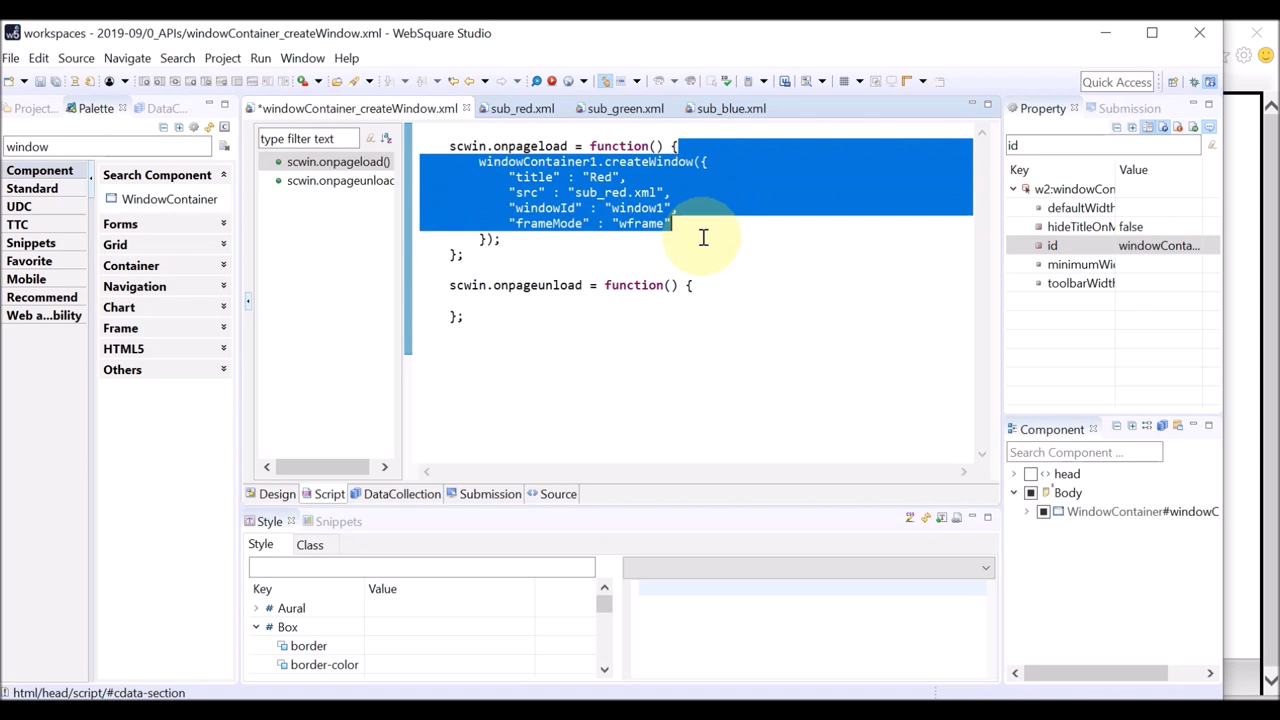 workspaces - 2019-09/0_APIs/windowContainer_createWindow.xml - WebSquare Studio
File Edit Source Navigate Search Project Run Window Help
Quick Access
Project...
Palette
DataC...
*windowContainer_createWindow.xml
sub_red.xml
sub_green.xml
sub_blue.xml
Property
Submission
window
type filter text
id
Component
Standard
UDC
TTC
Snippets
Favorite
Mobile
Recommend
Web a...bility
Search Component
WindowContainer
Forms
Grid
Container
Navigation
Chart
Frame
HTML5
Others
scwin.onpageload()
scwin.onpageunload
scwin.onpageload = function() {
windowContainer1.createWindow({
"title" : "Red",
"src" : "sub_red.xml",
"windowId" : "window1",
"frameMode" : "wframe"
});
};
scwin.onpageunload = function() {
};
Key Value
w2:windowCon
defaultWidth
hideTitleOnM false
id windowConta...
minimumWid
toolbarWidth
Design
Script
DataCollection
Submission
Source
Component
Search Component ...
head
Body
WindowContainer#windowC
Style
Snippets
Style
Class
Key Value
Aural
Box
border
border-color
html/head/script/#cdata-section